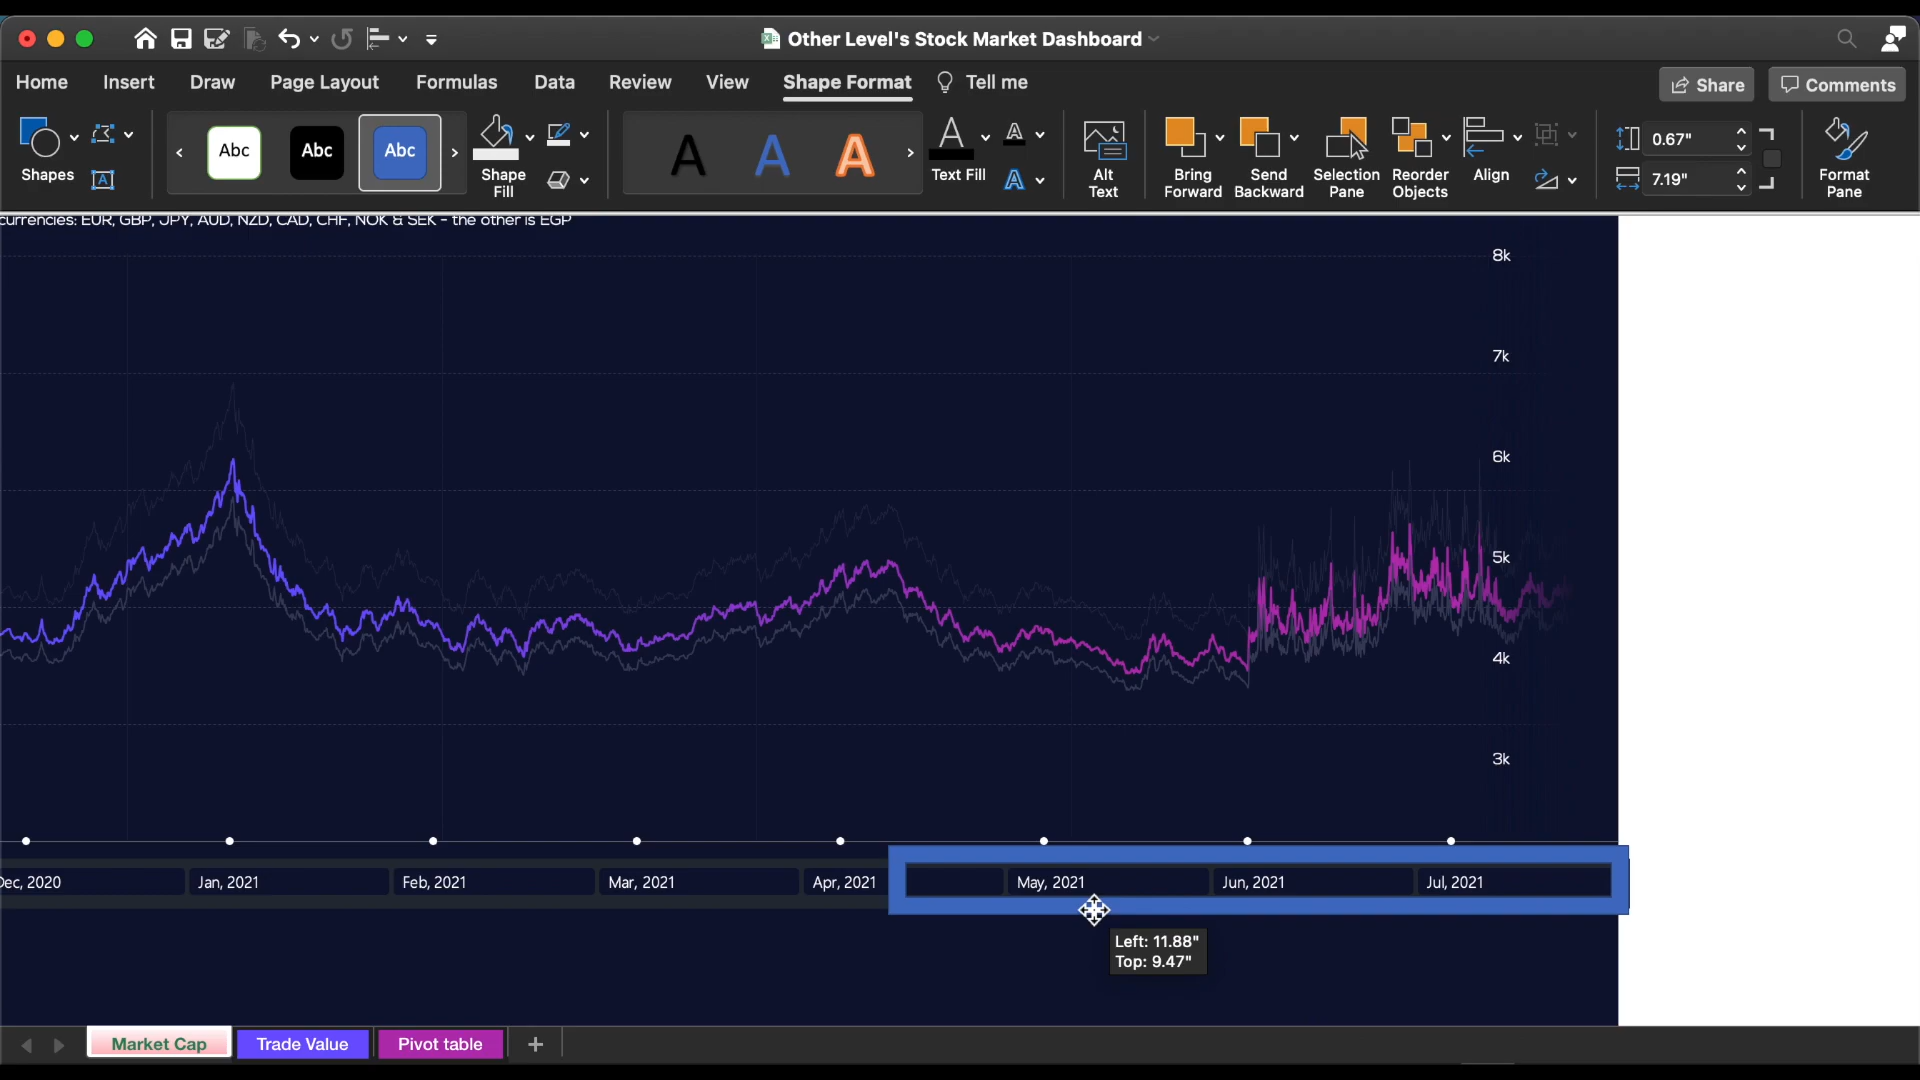 Other Level's Stock Market Dashboard
Home Insert Draw Page Layout Formulas Data Review View Shape Format Tell me Share Comments
Shapes
Abc Abc Abc
Shape Fill
A A A
Text Fill
Alt Text
Bring Forward
Send Backward
Selection Pane
Reorder Objects
Align
0.67"
7.19"
Format Pane
currencies: EUR, GBP, JPY, AUD, NZD, CAD, CHF, NOK & SEK - the other is EGP
8k
7k
6k
5k
4k
3k
Dec, 2020 Jan, 2021 Feb, 2021 Mar, 2021 Apr, 2021 May, 2021 Jun, 2021 Jul, 2021
Left: 11.88"
Top: 9.47"
Market Cap Trade Value Pivot table +